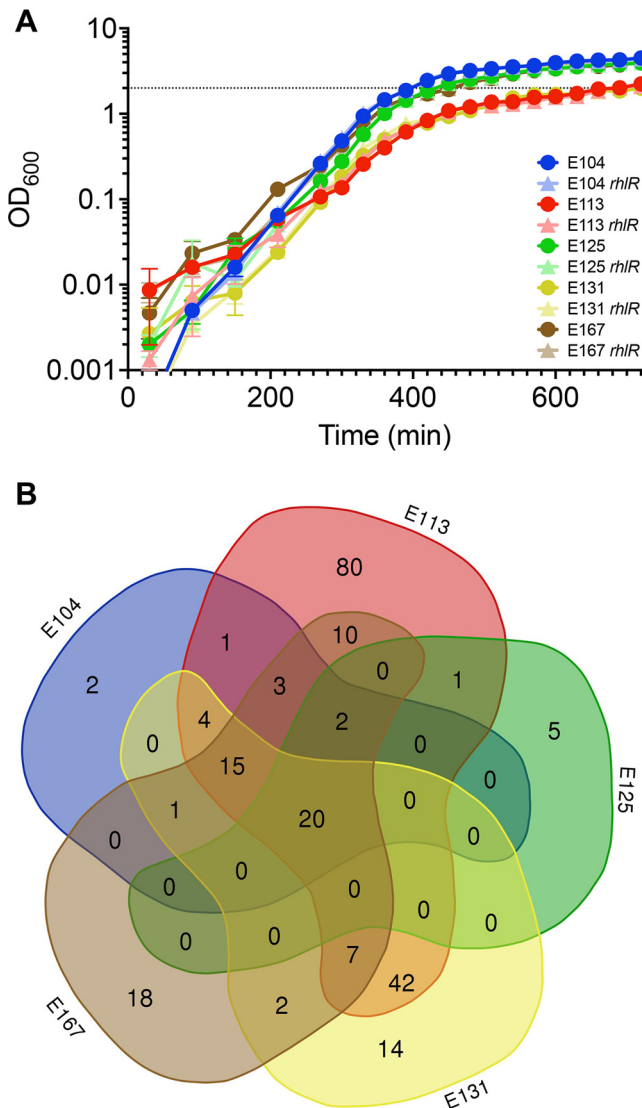 A
10
1
0.1
0.01
0.001
OD600
0
200
400
600
Time (min)
E104
E104 rhlR
E113
E113 rhlR
E125
E125 rhlR
E131
E131 rhlR
E167
E167 rhlR
B
E104
E113
E125
E131
E167
80
1
10
2
3
0
1
4
2
5
0
0
15
0
1
20
0
0
0
0
0
0
0
0
0
0
7
18
42
2
14